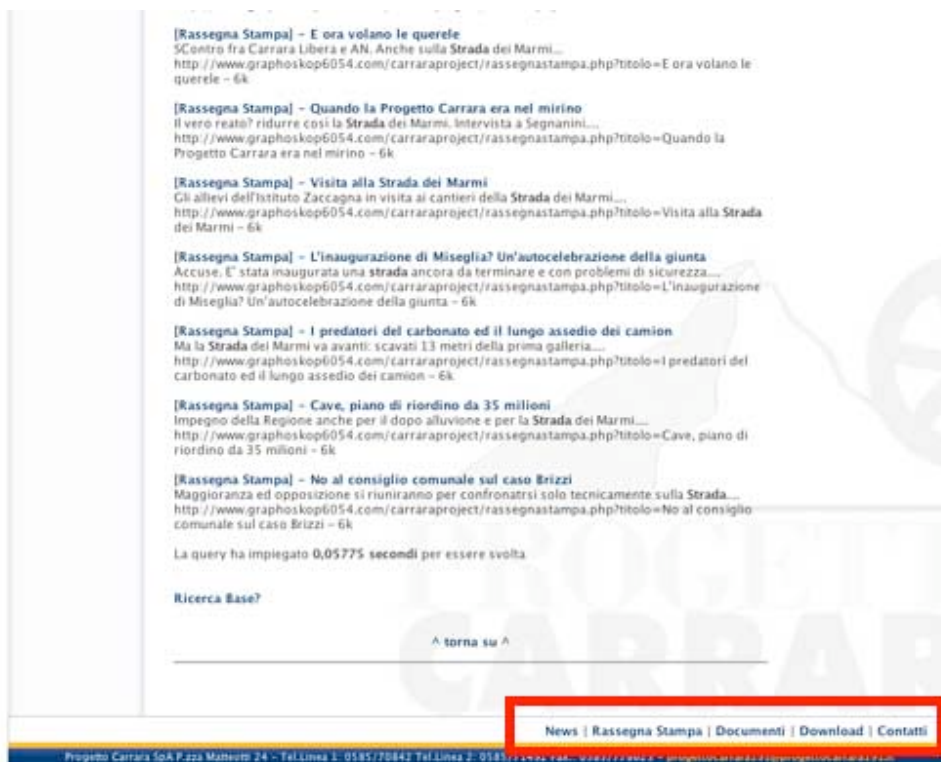 [Rassegna Stampa] – E ora volano le querele
SContro fra Carrara Libera e AN. Anche sulla Strada dei Marmi...
http://www.graphoskop6054.com/carraraproject/rassegnastampa.php?titolo=E ora volano le
querele – 6k
[Rassegna Stampa] – Quando la Progetto Carrara era nel mirino
Il vero reato? ridurre così la Strada dei Marmi. Intervista a Segnanini....
http://www.graphoskop6054.com/carraraproject/rassegnastampa.php?titolo=Quando la
Progetto Carrara era nel mirino – 6k
[Rassegna Stampa] – Visita alla Strada dei Marmi
Gli allievi dell'Istituto Zaccagna in visita ai cantieri della Strada dei Marmi....
http://www.graphoskop6054.com/carraraproject/rassegnastampa.php?titolo=Visita alla Strada
dei Marmi – 6k
[Rassegna Stampa] – L'inaugurazione di Miseglia? Un'autocelebrazione della giunta
Accuse. E' stata inaugurata una strada ancora da terminare e con problemi di sicurezza....
http://www.graphoskop6054.com/carraraproject/rassegnastampa.php?titolo=L'inaugurazione
di Miseglia? Un'autocelebrazione della giunta – 6k
[Rassegna Stampa] – I predatori del carbonato ed il lungo assedio dei camion
Ma la Strada dei Marmi va avanti: scavati 13 metri della prima galleria....
http://www.graphoskop6054.com/carraraproject/rassegnastampa.php?titolo=I predatori del
carbonato ed il lungo assedio dei camion – 6k
[Rassegna Stampa] – Cave, piano di riordino da 35 milioni
Impegno della Regione anche per il dopo alluvione e per la Strada dei Marmi....
http://www.graphoskop6054.com/carraraproject/rassegnastampa.php?titolo=Cave, piano di
riordino da 35 milioni – 6k
[Rassegna Stampa] – No al consiglio comunale sul caso Brizzi
Maggioranza ed opposizione si riuniranno per confronatrsi solo tecnicamente sulla Strada....
http://www.graphoskop6054.com/carraraproject/rassegnastampa.php?titolo=No al consiglio
comunale sul caso Brizzi – 6k
La query ha impiegato 0,05775 secondi per essere svolta.
Ricerca Base?
^ torna su ^
PROGETT
CARRAR
News | Rassegna Stampa | Documenti | Download | Contatti
Progetto Carrara SpA P.zza Matteotti 24 – Tel.Linea 1: 0585/70843 Tel.Linea 2: